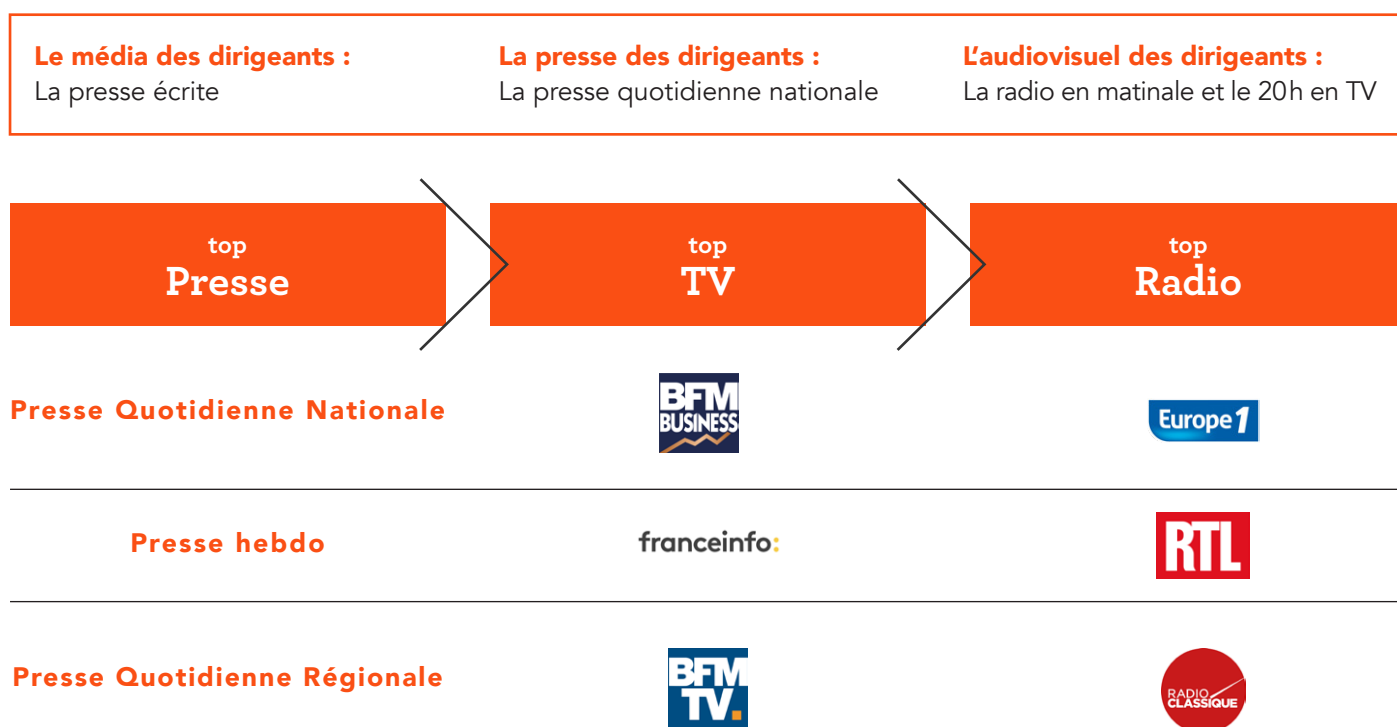 Le média des dirigeants :
La presse écrite
La presse des dirigeants :
La presse quotidienne nationale
L'audiovisuel des dirigeants :
La radio en matinale et le 20h en TV
top
Presse
top
TV
top
Radio
Presse Quotidienne Nationale
BFM
BUSINESS
Europe 1
Presse hebdo
franceinfo:
RTL
Presse Quotidienne Régionale
BFM
TV.
RADIO
CLASSIQUE